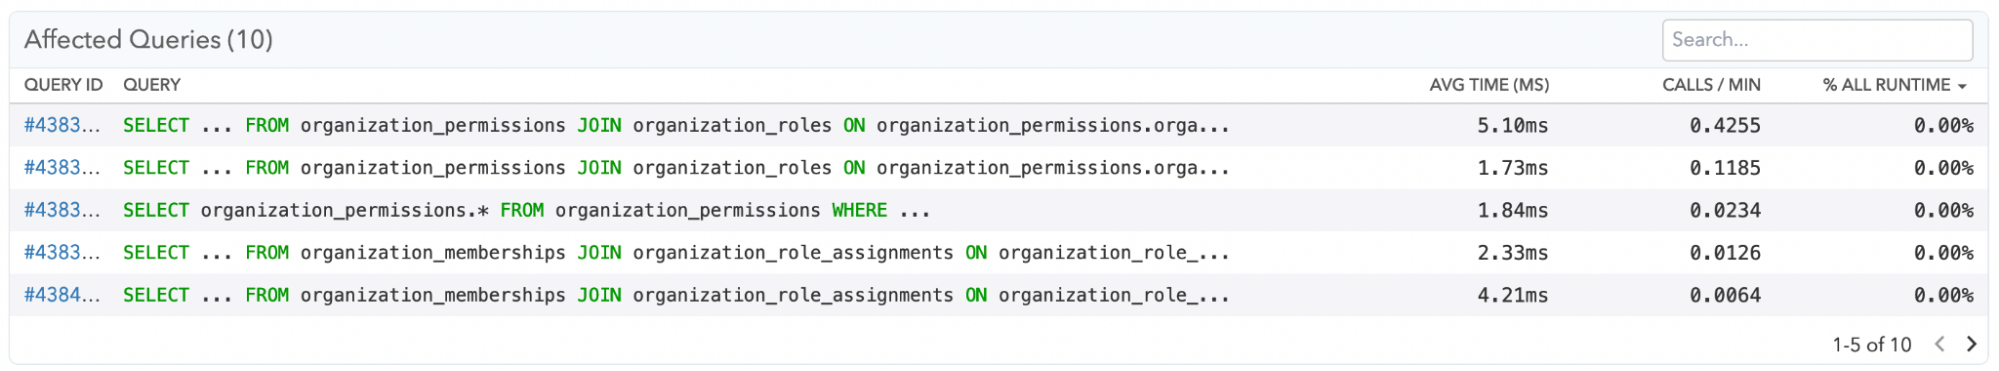 Affected Queries (10) Search...
QUERY ID QUERY AVG TIME (MS) CALLS / MIN % ALL RUNTIME
#4383... SELECT ... FROM organization_permissions JOIN organization_roles ON organization_permissions.orga... 5.10ms 0.4255 0.00%
#4383... SELECT ... FROM organization_permissions JOIN organization_roles ON organization_permissions.orga... 1.73ms 0.1185 0.00%
#4383... SELECT organization_permissions.* FROM organization_permissions WHERE ... 1.84ms 0.0234 0.00%
#4383... SELECT ... FROM organization_memberships JOIN organization_role_assignments ON organization_role_... 2.33ms 0.0126 0.00%
#4384... SELECT ... FROM organization_memberships JOIN organization_role_assignments ON organization_role_... 4.21ms 0.0064 0.00%
1-5 of 10